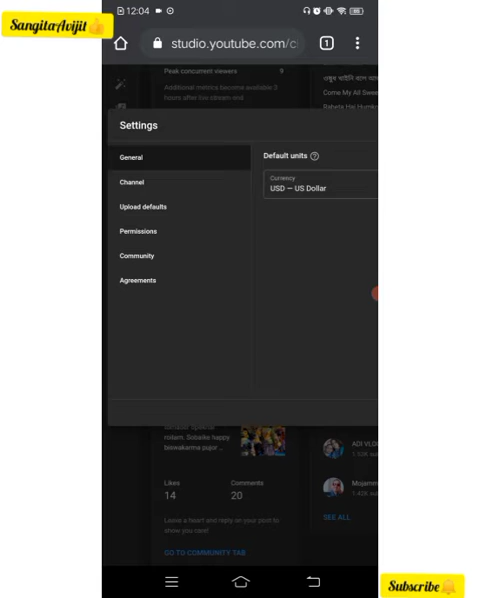 SangitaAvijit
12:04
studio.youtube.com/c
1
Peak concurrent viewers 9
Additional metrics become available 3
hours after live stream end
Come My All Swee
Rabeta Hai Humko
Settings
General
Channel
Upload defaults
Permissions
Community
Agreements
Default units
Currency
USD — US Dollar
rodam. Sobaike happy
biswakarma pujor ..
Likes
14
Comments
20
Leave a heart and reply on your post to
show you care!
GO TO COMMUNITY TAB
ADI VLO
Mojamm
SEE ALL
Subscribe